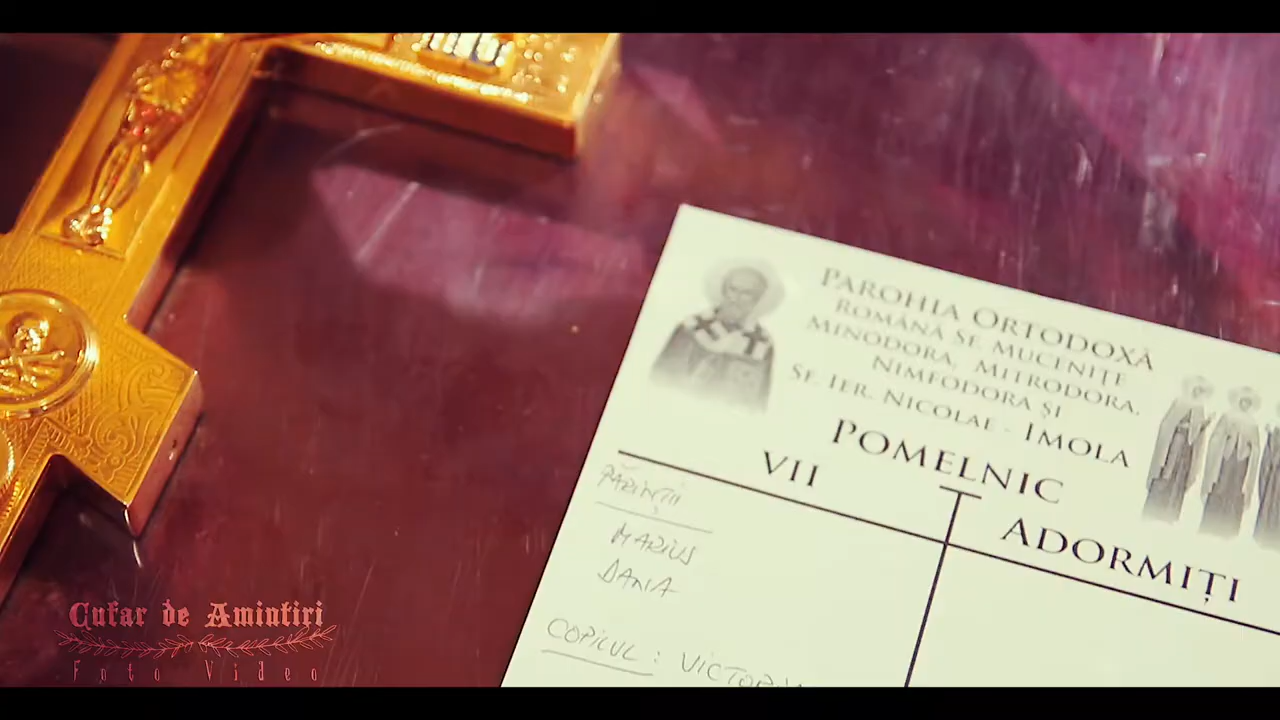 PAROHIA ORTODOXĂ
ROMÂNĂ SF. MUCENIȚE
MINODORA, MITRODORA,
NIMFODORA ȘI
SF. IER. NICOLAE - IMOLA
POMELNIC
VII
ADORMIȚI
PĂRINȚII
MARIUS
DANA
COPILUL :
Cufar de Amintiri
Foto Video